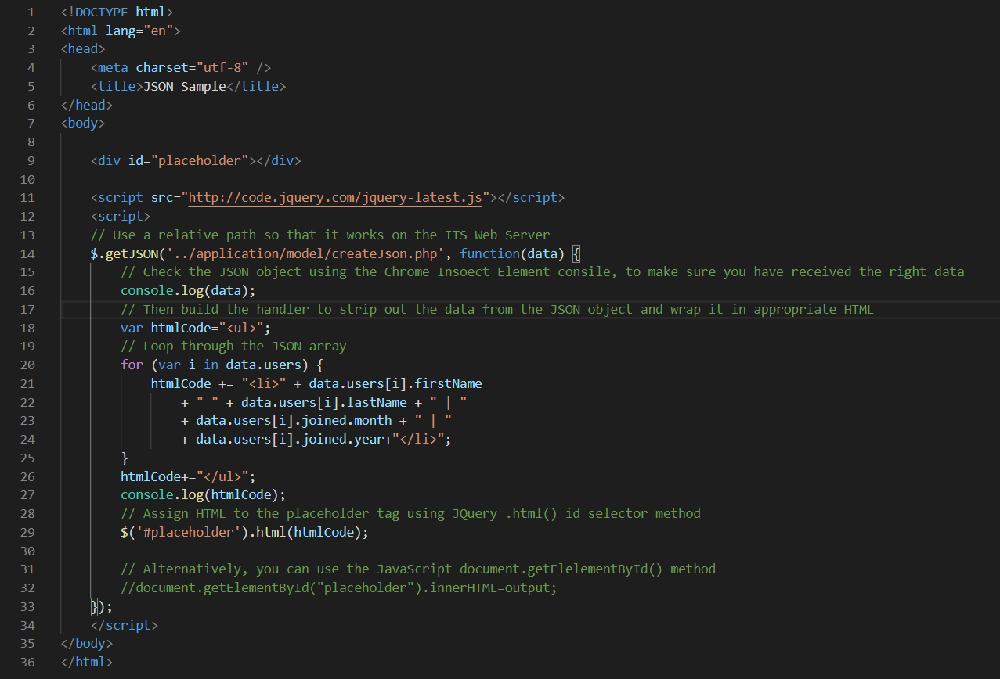 1 <!DOCTYPE html>
2 <html lang="en">
3 <head>
4     <meta charset="utf-8" />
5     <title>JSON Sample</title>
6 </head>
7 <body>
8
9     <div id="placeholder"></div>
10
11     <script src="http://code.jquery.com/jquery-latest.js"></script>
12     <script>
13     // Use a relative path so that it works on the ITS Web Server
14     $.getJSON('../application/model/createJson.php', function(data) {
15         // Check the JSON object using the Chrome Insoect Element consile, to make sure you have received the right data
16         console.log(data);
17         // Then build the handler to strip out the data from the JSON object and wrap it in appropriate HTML
18         var htmlCode="<ul>";
19         // Loop through the JSON array
20         for (var i in data.users) {
21             htmlCode += "<li>" + data.users[i].firstName
22                 + " " + data.users[i].lastName + " | "
23                 + data.users[i].joined.month + " | "
24                 + data.users[i].joined.year+"</li>";
25         }
26         htmlCode+="</ul>";
27         console.log(htmlCode);
28         // Assign HTML to the placeholder tag using JQuery .html() id selector method
29         $('#placeholder').html(htmlCode);
30
31         // Alternatively, you can use the JavaScript document.getElelementById() method
32         //document.getElementById("placeholder").innerHTML=output;
33     });
34     </script>
35 </body>
36 </html>